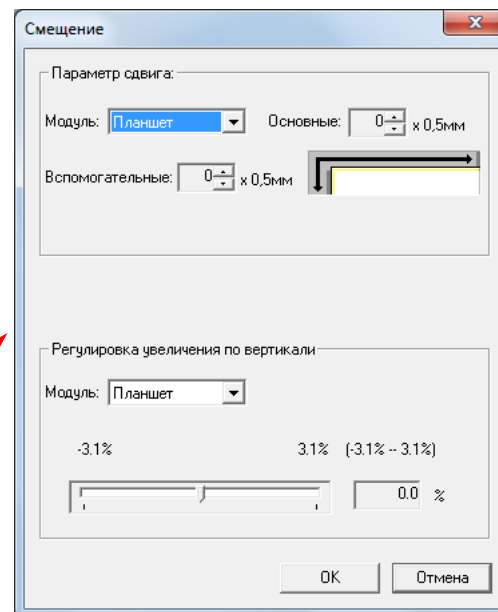 Смещение
Параметр сдвига:
Модуль: Планшет Основные: 0 x 0,5мм
Вспомогательные: 0 x 0,5мм
Регулировка увеличения по вертикали
Модуль: Планшет
-3.1% 3.1% (-3.1% -- 3.1%)
0.0 %
OK Отмена